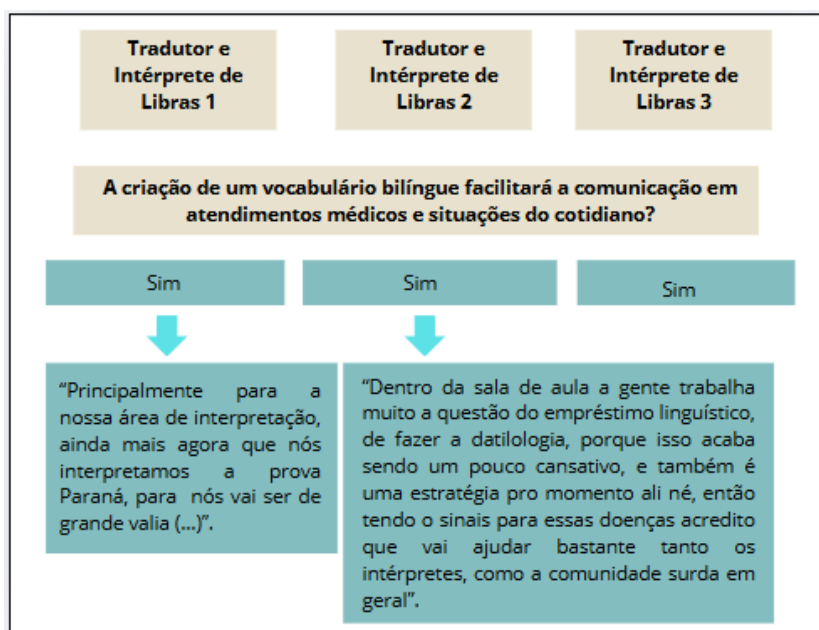 Tradutor e
Intérprete de
Libras 1
Tradutor e
Intérprete de
Libras 2
Tradutor e
Intérprete de
Libras 3
A criação de um vocabulário bilíngue facilitará a comunicação em
atendimentos médicos e situações do cotidiano?
Sim
Sim
Sim
“Principalmente para a
nossa área de interpretação,
ainda mais agora que nós
interpretamos a prova
Paraná, para nós vai ser de
grande valia (...)”.
“Dentro da sala de aula a gente trabalha
muito a questão do empréstimo linguístico,
de fazer a datilologia, porque isso acaba
sendo um pouco cansativo, e também é
uma estratégia pro momento ali né, então
tendo o sinais para essas doenças acredito
que vai ajudar bastante tanto os
intérpretes, como a comunidade surda em
geral”.